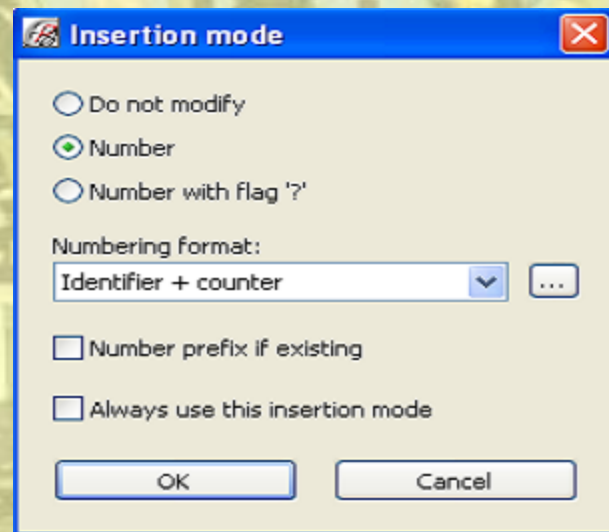 Insertion mode
Do not modify
Number
Number with flag '?'
Numbering format:
Identifier + counter
...
Number prefix if existing
Always use this insertion mode
OK Cancel